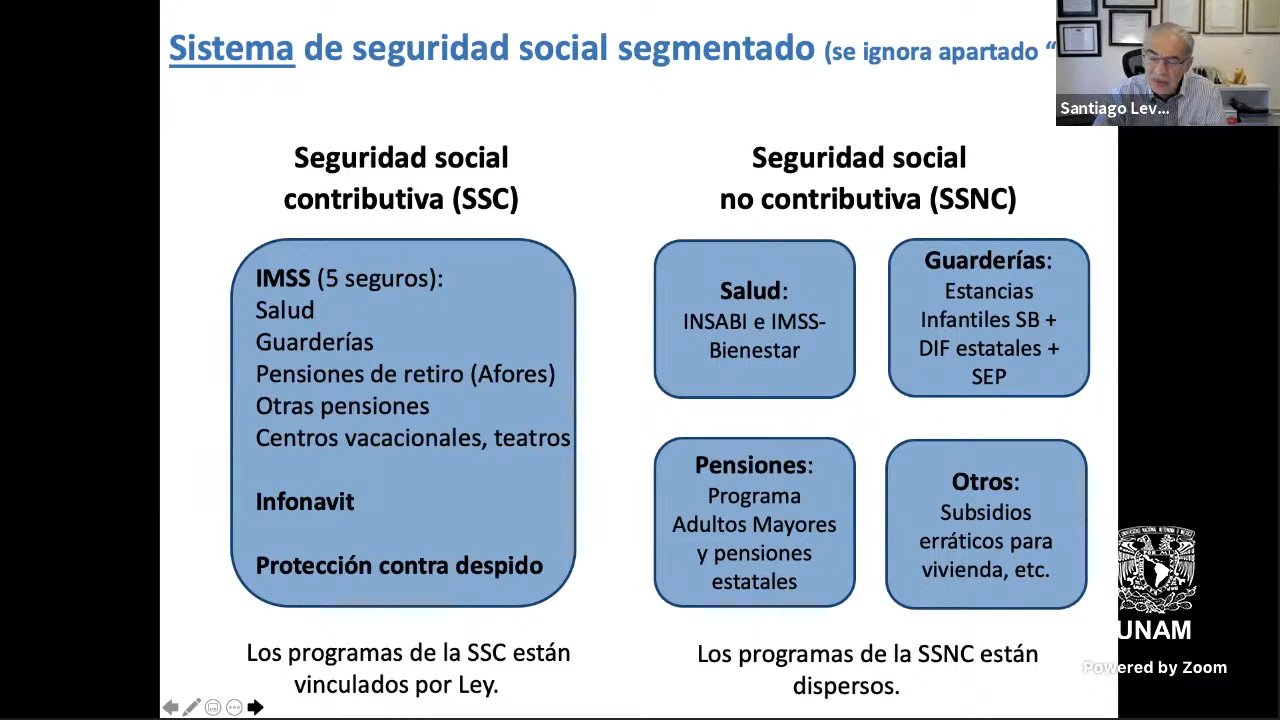 Sistema de seguridad social segmentado (se ignora apartado “
Santiago Lev...
Seguridad social
contributiva (SSC)
IMSS (5 seguros):
Salud
Guarderías
Pensiones de retiro (Afores)
Otras pensiones
Centros vacacionales, teatros
Infonavit
Protección contra despido
Los programas de la SSC están
vinculados por Ley.
Seguridad social
no contributiva (SSNC)
Salud:
INSABI e IMSS-
Bienestar
Guarderías:
Estancias
Infantiles SB +
DIF estatales +
SEP
Pensiones:
Programa
Adultos Mayores
y pensiones
estatales
Otros:
Subsidios
erráticos para
vivienda, etc.
Los programas de la SSNC están
dispersos.
UNAM
Powered by Zoom